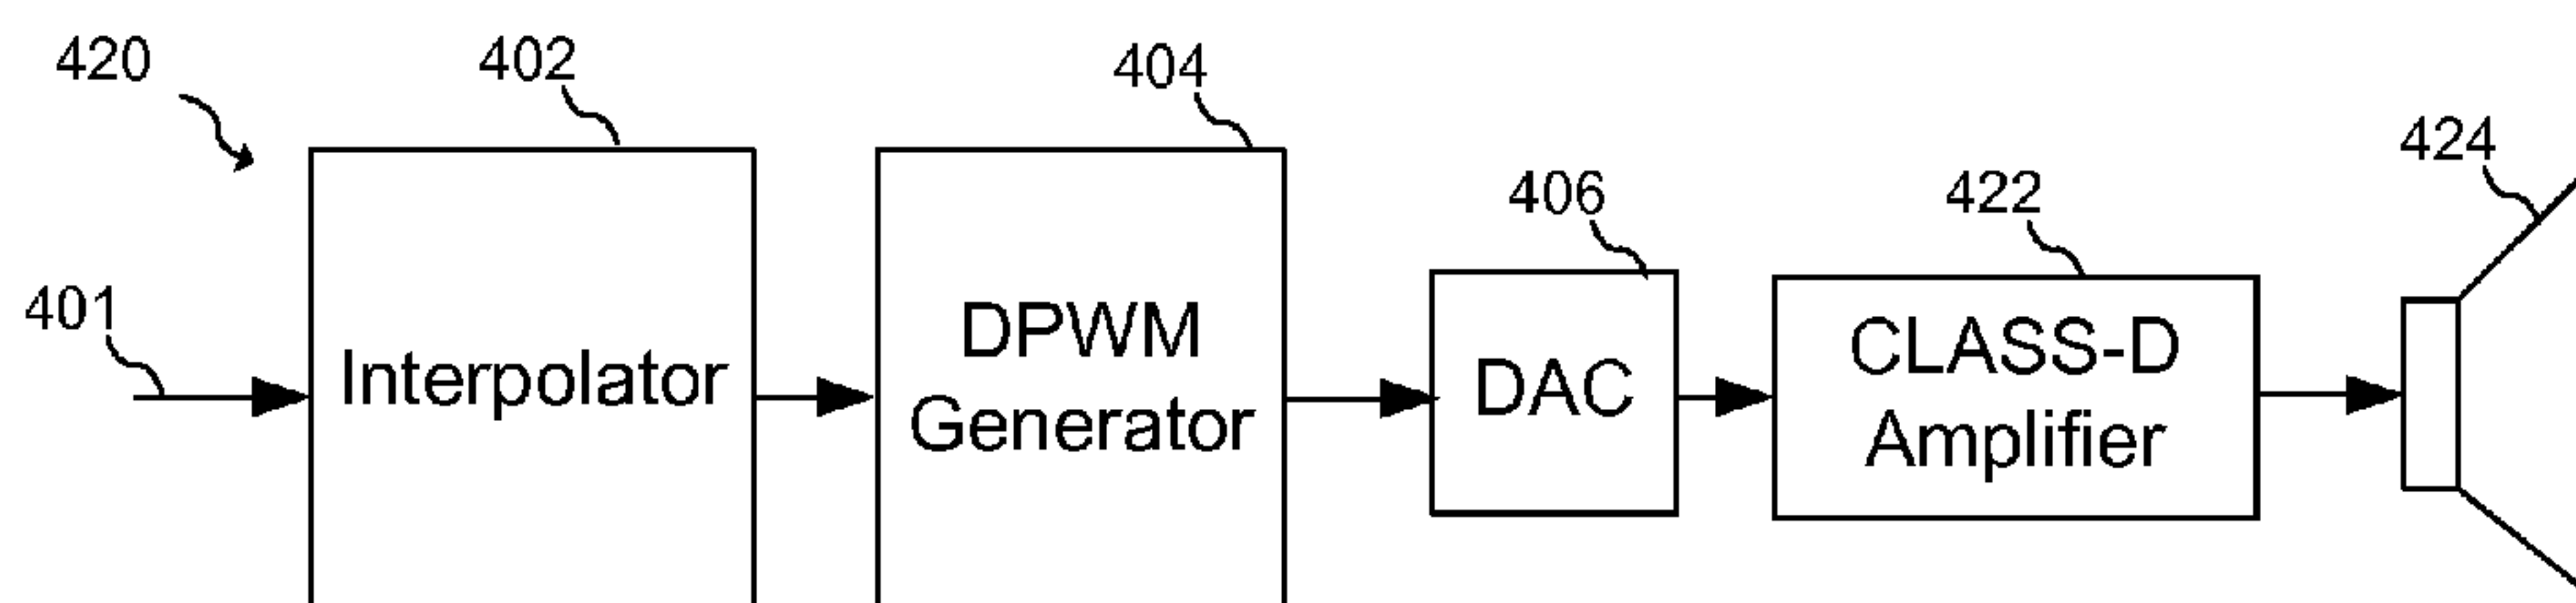 420
402
404
424
406
422
401
Interpolator
DPWM
Generator
DAC
CLASS-D
Amplifier